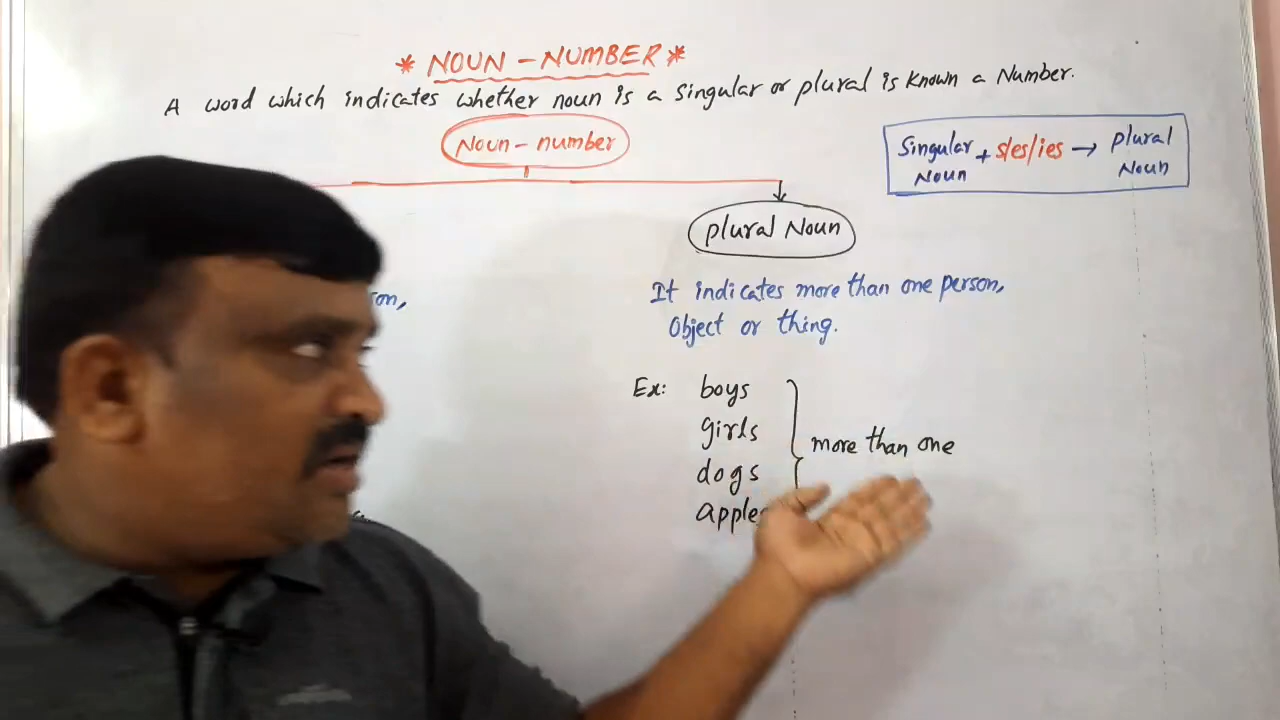 * NOUN - NUMBER *
A word which indicates whether noun is a singular or plural is known a Number.
Noun - number
Singular Noun + s/es/ies → plural Noun
plural Noun
It indicates more than one person,
object or thing.
Ex: boys
girls
dogs
more than one